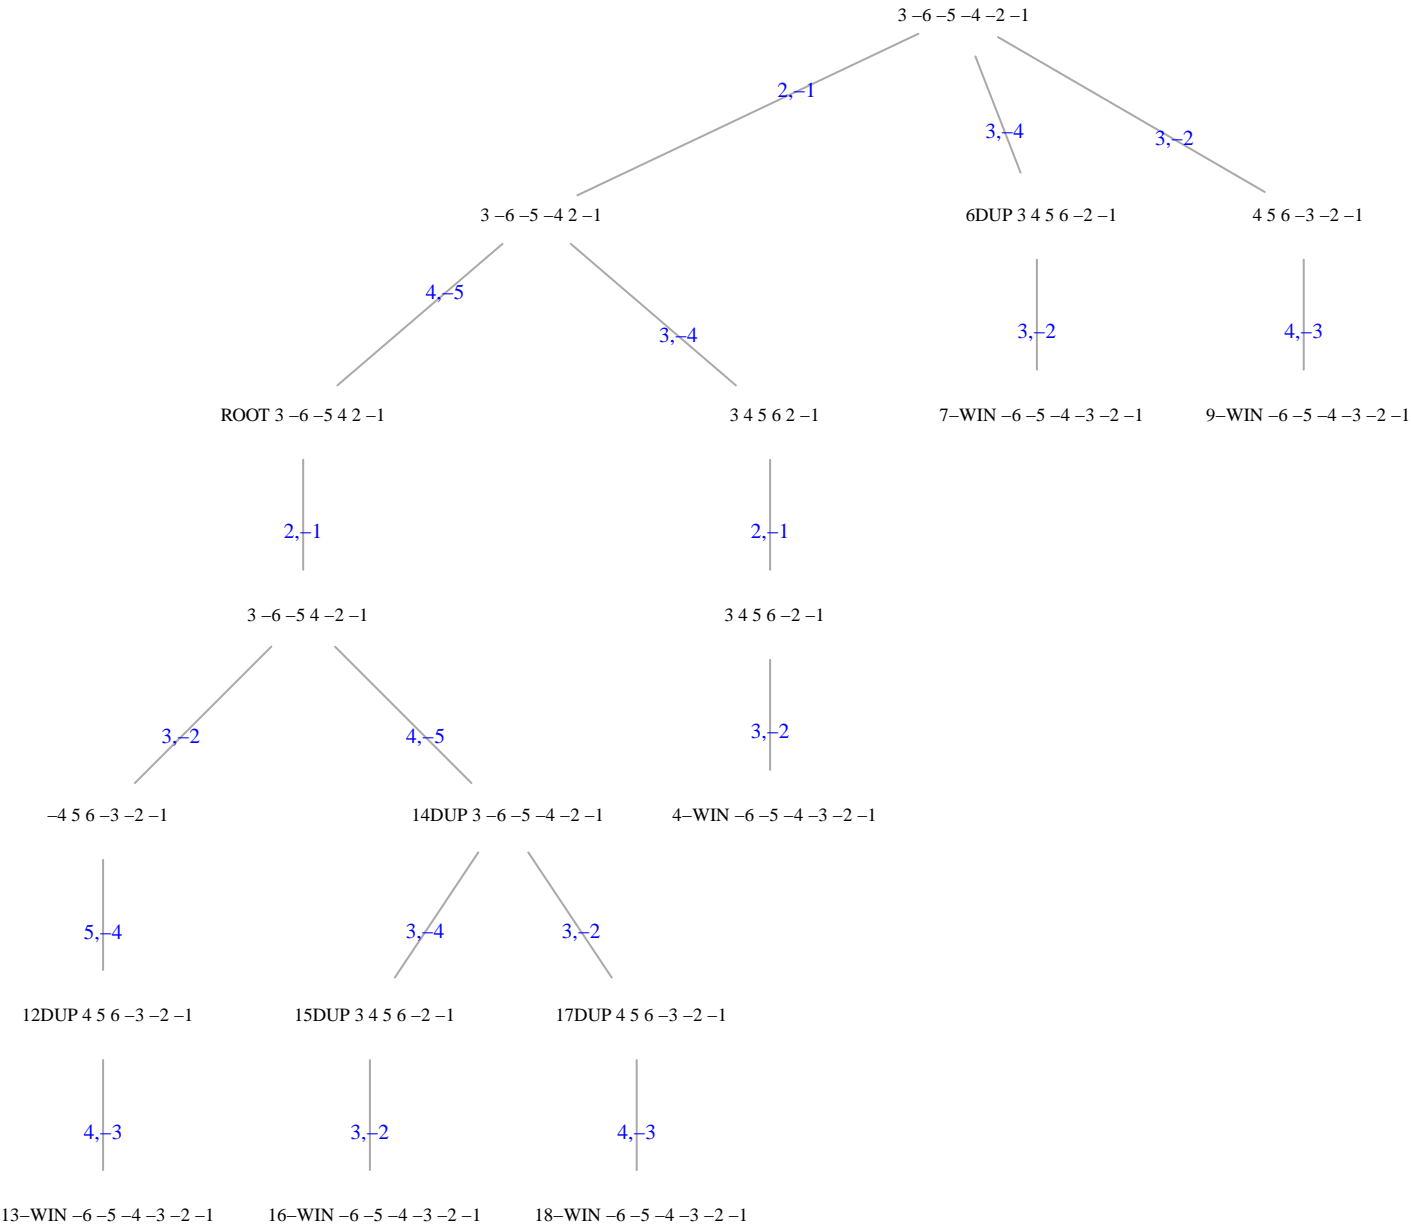 3 –6 –5 –4 –2 –1
2,–1
3,–4
3,–2
3 –6 –5 –4 2 –1
6DUP 3 4 5 6 –2 –1
4 5 6 –3 –2 –1
4,–5
3,–4
3,–2
4,–3
ROOT 3 –6 –5 4 2 –1
3 4 5 6 2 –1
7–WIN –6 –5 –4 –3 –2 –1
9–WIN –6 –5 –4 –3 –2 –1
2,–1
2,–1
3 –6 –5 4 –2 –1
3 4 5 6 –2 –1
3,–2
4,–5
3,–2
–4 5 6 –3 –2 –1
14DUP 3 –6 –5 –4 –2 –1
4–WIN –6 –5 –4 –3 –2 –1
5,–4
3,–4
3,–2
12DUP 4 5 6 –3 –2 –1
15DUP 3 4 5 6 –2 –1
17DUP 4 5 6 –3 –2 –1
4,–3
3,–2
4,–3
13–WIN –6 –5 –4 –3 –2 –1
16–WIN –6 –5 –4 –3 –2 –1
18–WIN –6 –5 –4 –3 –2 –1